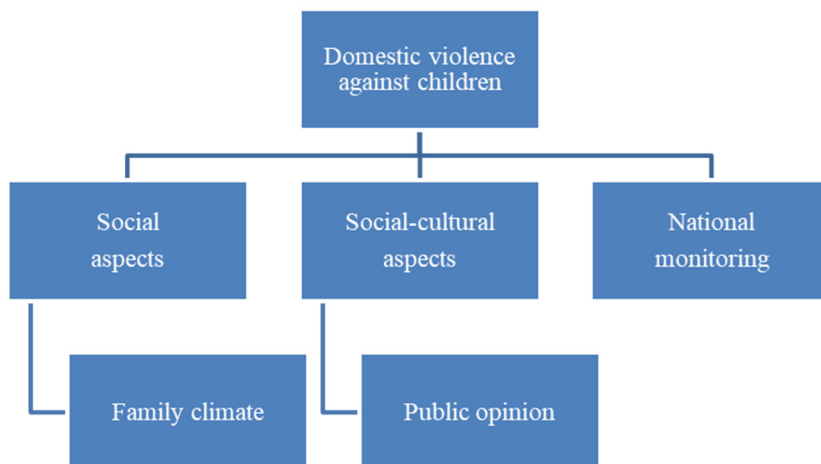 Domestic violence
against children
Social
aspects
Social-cultural
aspects
National
monitoring
Family climate
Public opinion